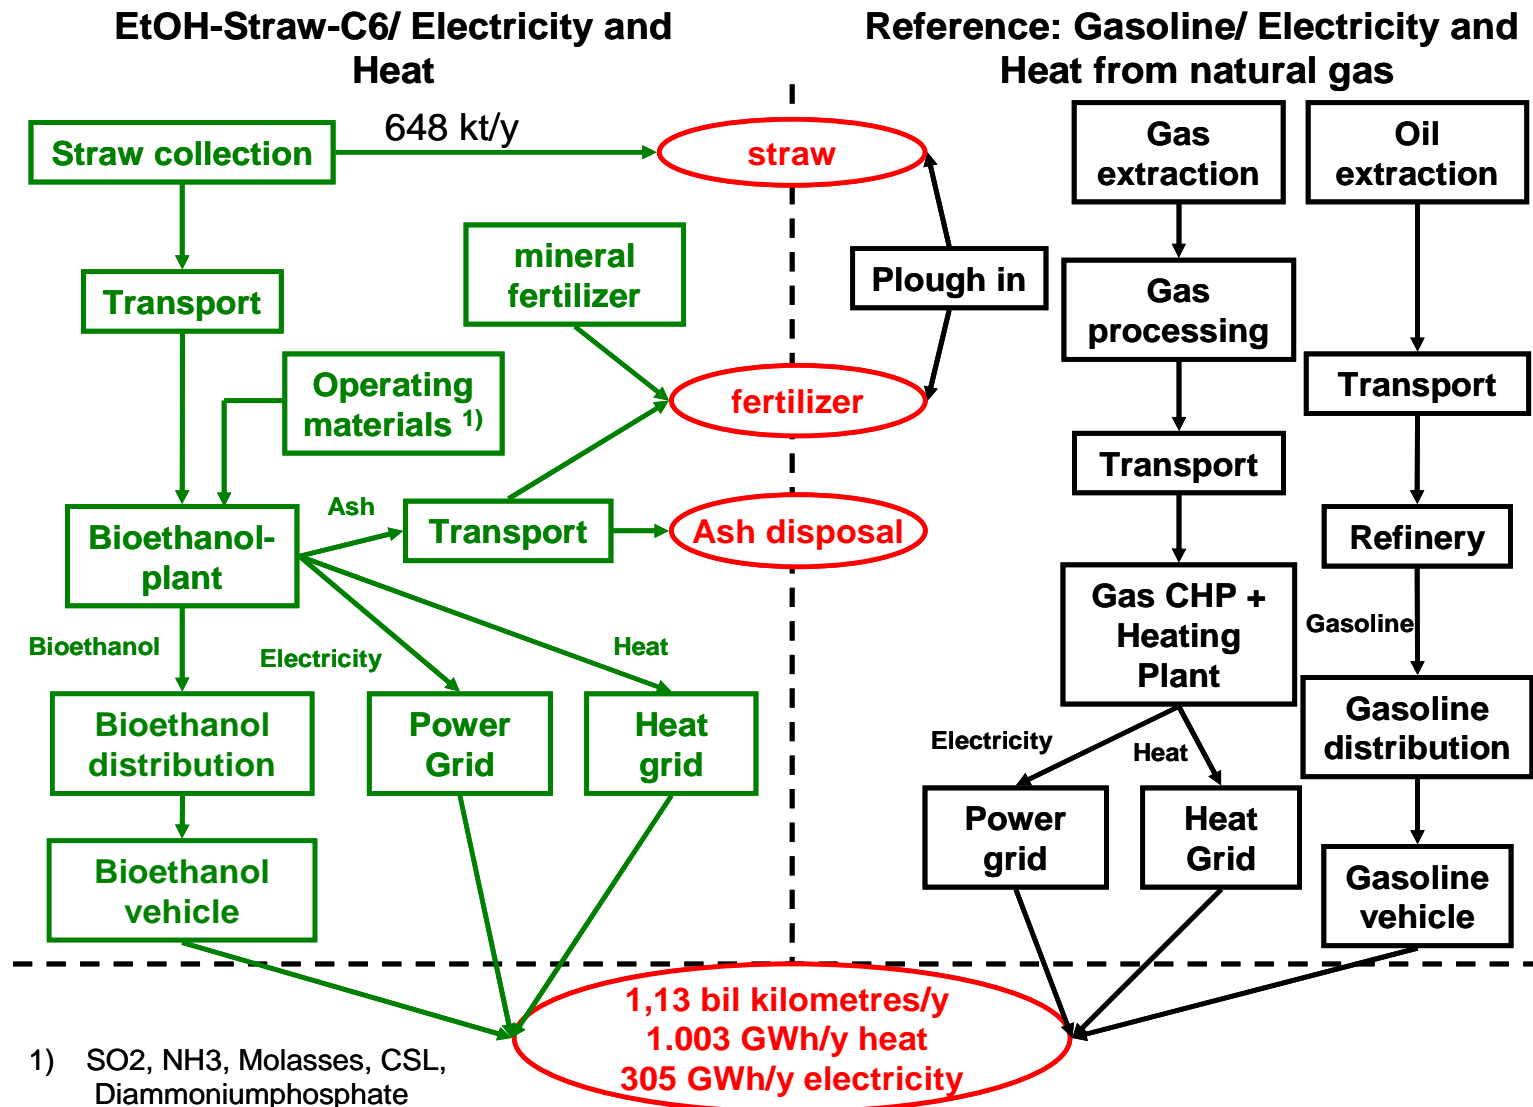 EtOH-Straw-C6/ Electricity and
Heat
Reference: Gasoline/ Electricity and
Heat from natural gas
648 kt/y
Straw collection
straw
Gas
extraction
Oil
extraction
mineral
fertilizer
Plough in
Transport
Gas
processing
Operating
materials 1)
fertilizer
Transport
Transport
Ash
Bioethanol-
plant
Transport
Ash disposal
Refinery
Gas CHP +
Heating
Plant
Gasoline
Bioethanol
Electricity
Heat
Bioethanol
distribution
Power
Grid
Heat
grid
Gasoline
distribution
Electricity
Heat
Power
grid
Heat
Grid
Bioethanol
vehicle
Gasoline
vehicle
1,13 bil kilometres/y
1.003 GWh/y heat
305 GWh/y electricity
1) SO2, NH3, Molasses, CSL,
Diammoniumphosphate